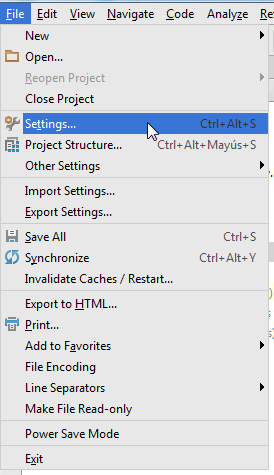 File Edit View Navigate Code Analyze Re
New
Open...
Reopen Project
Close Project
Settings... Ctrl+Alt+S
Project Structure... Ctrl+Alt+Mayús+S
Other Settings
Import Settings...
Export Settings...
Save All Ctrl+S
Synchronize Ctrl+Alt+Y
Invalidate Caches / Restart...
Export to HTML...
Print...
Add to Favorites
File Encoding
Line Separators
Make File Read-only
Power Save Mode
Exit